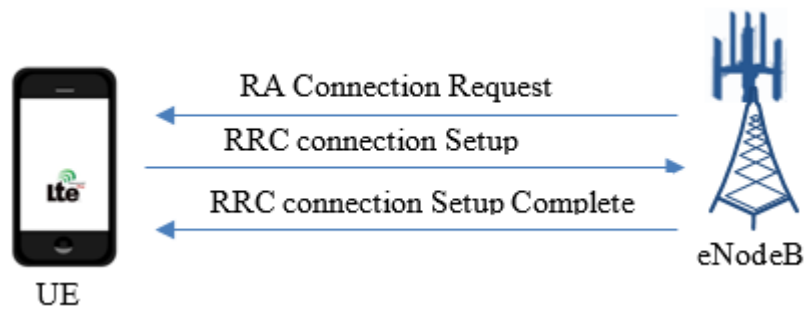 RA Connection Request
RRC connection Setup
RRC connection Setup Complete
Lte
eNodeB
UE